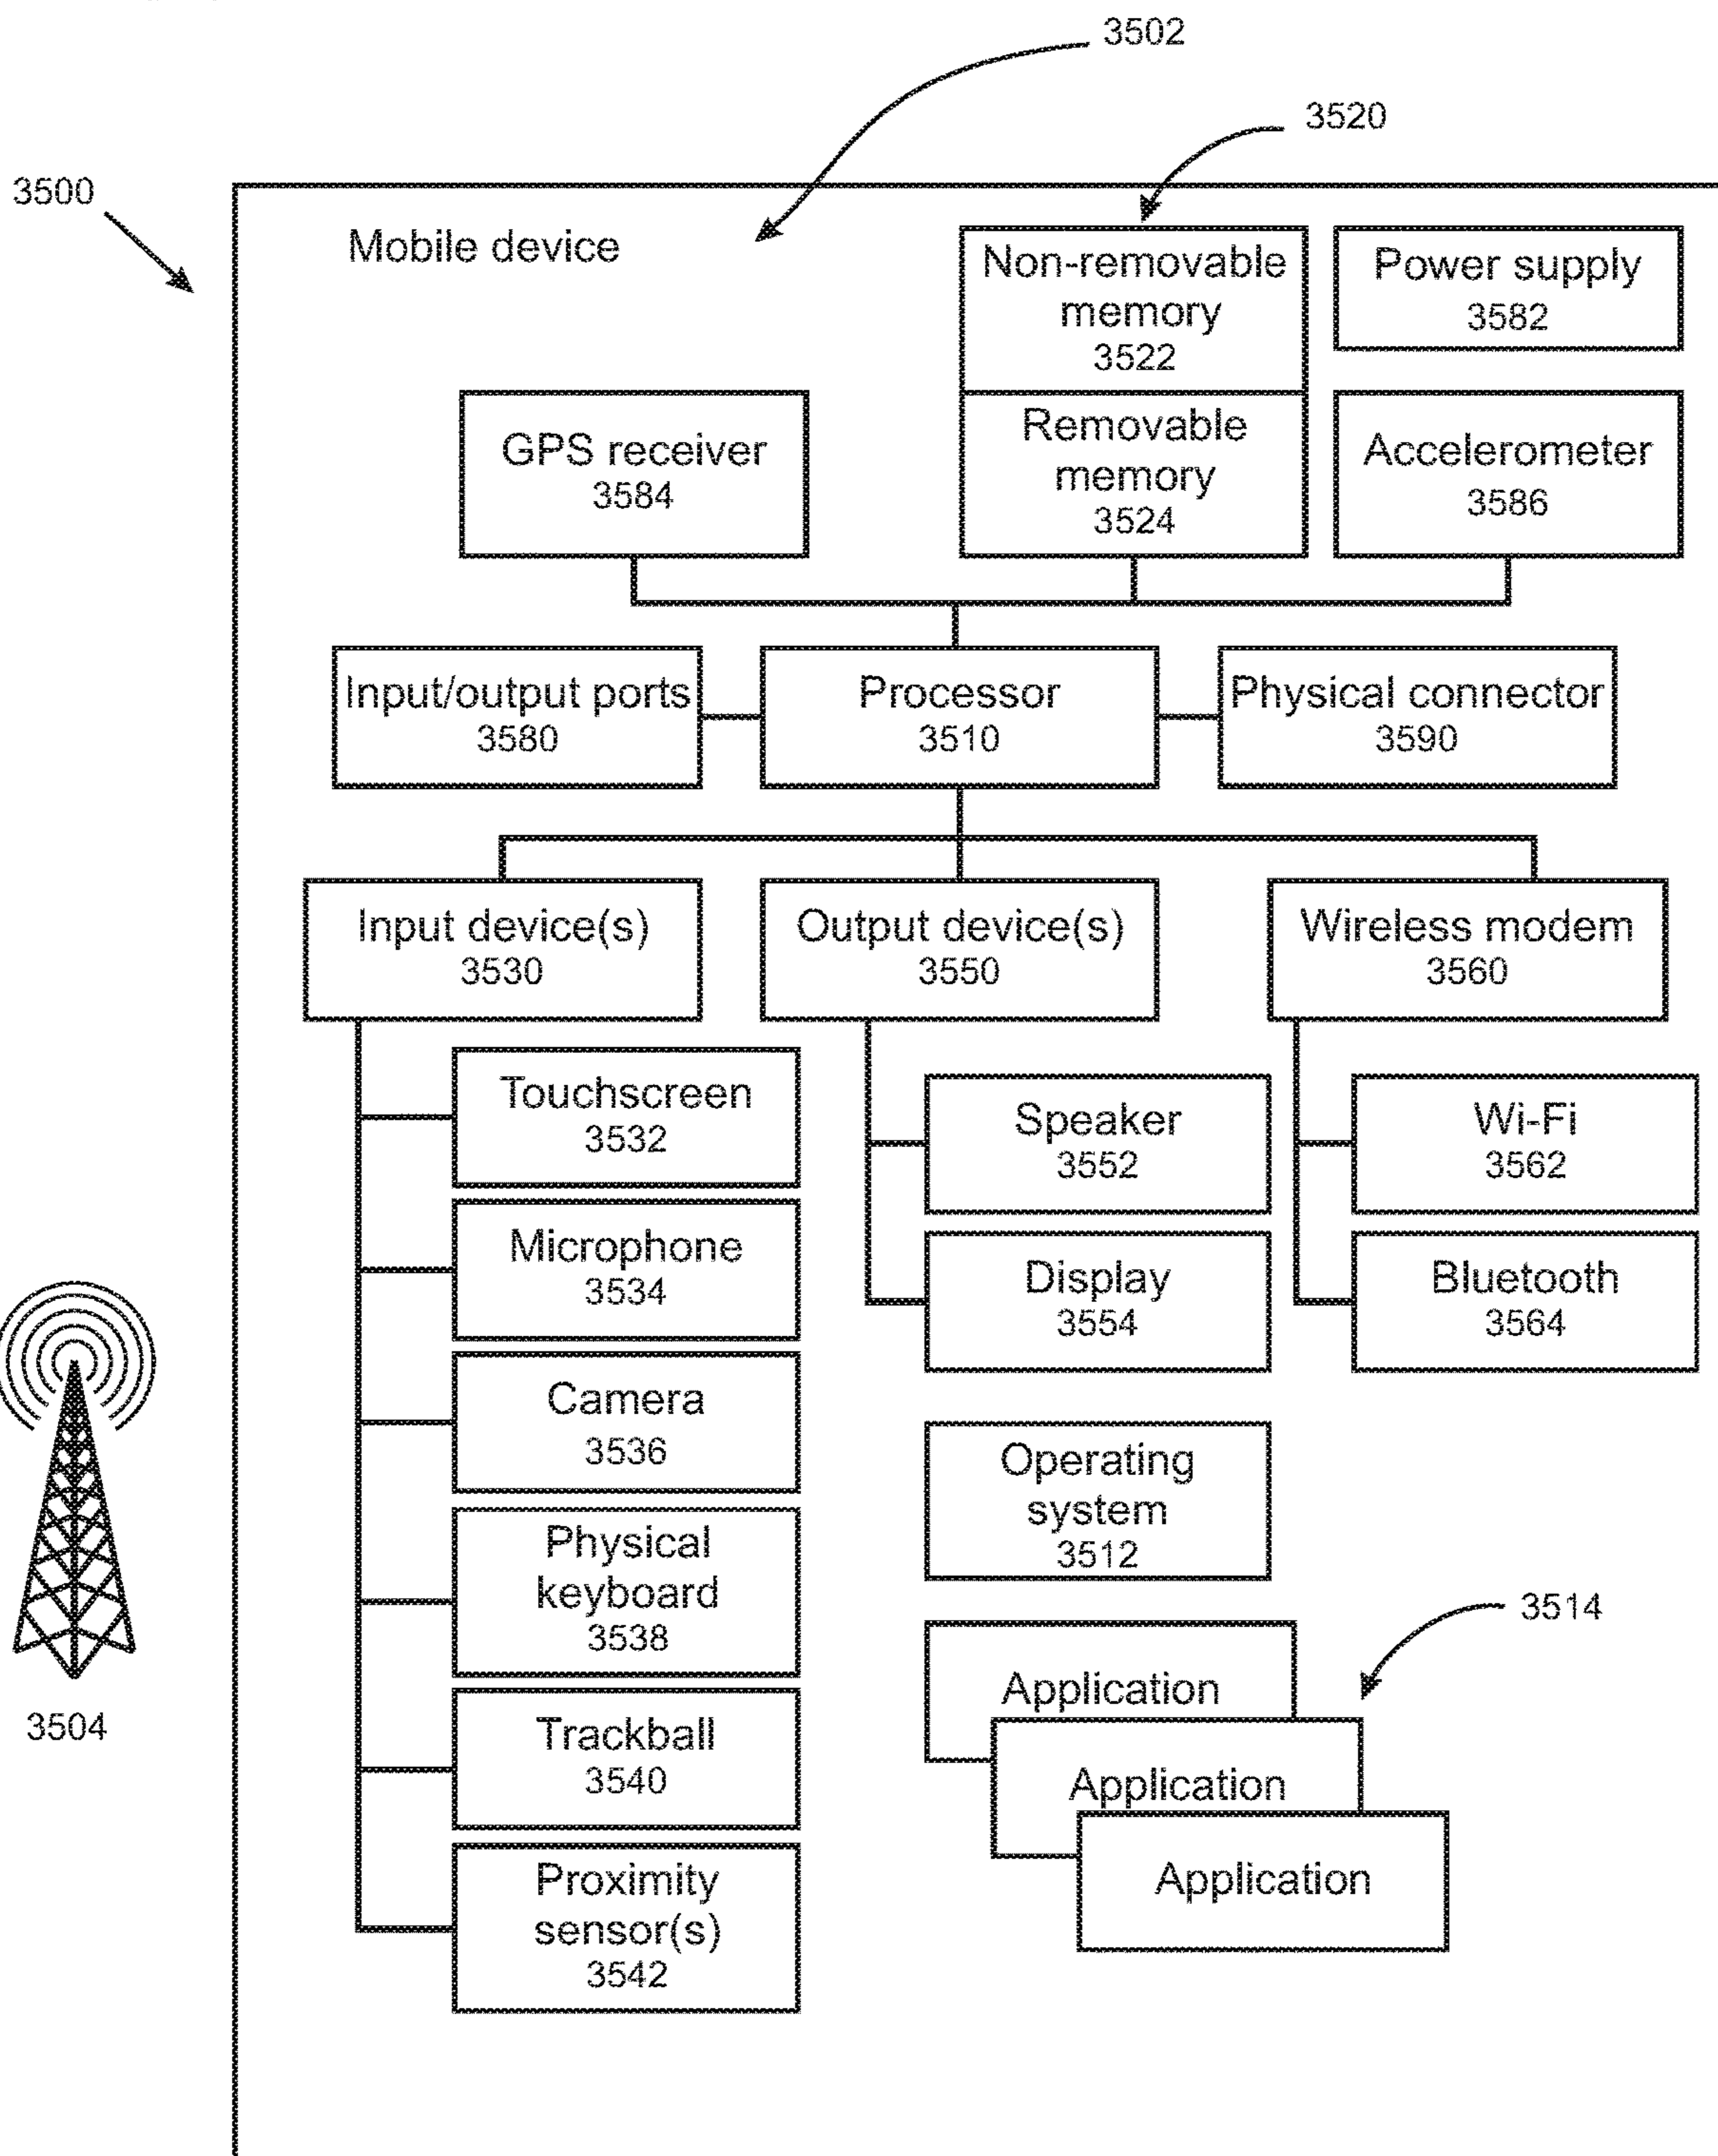 3502
3520
3500
Mobile device
Non-removable
memory
3522
Power supply
3582
GPS receiver
3584
Removable
memory
3524
Accelerometer
3586
Input/output ports
3580
Processor
3510
Physical connector
3590
Input device(s)
3530
Output device(s)
3550
Wireless modem
3560
Touchscreen
3532
Speaker
3552
Wi-Fi
3562
Microphone
3534
Display
3554
Bluetooth
3564
Camera
3536
Operating
system
3512
Physical
keyboard
3538
3514
Application
3504
Trackball
3540
Application
Proximity
sensor(s)
3542
Application